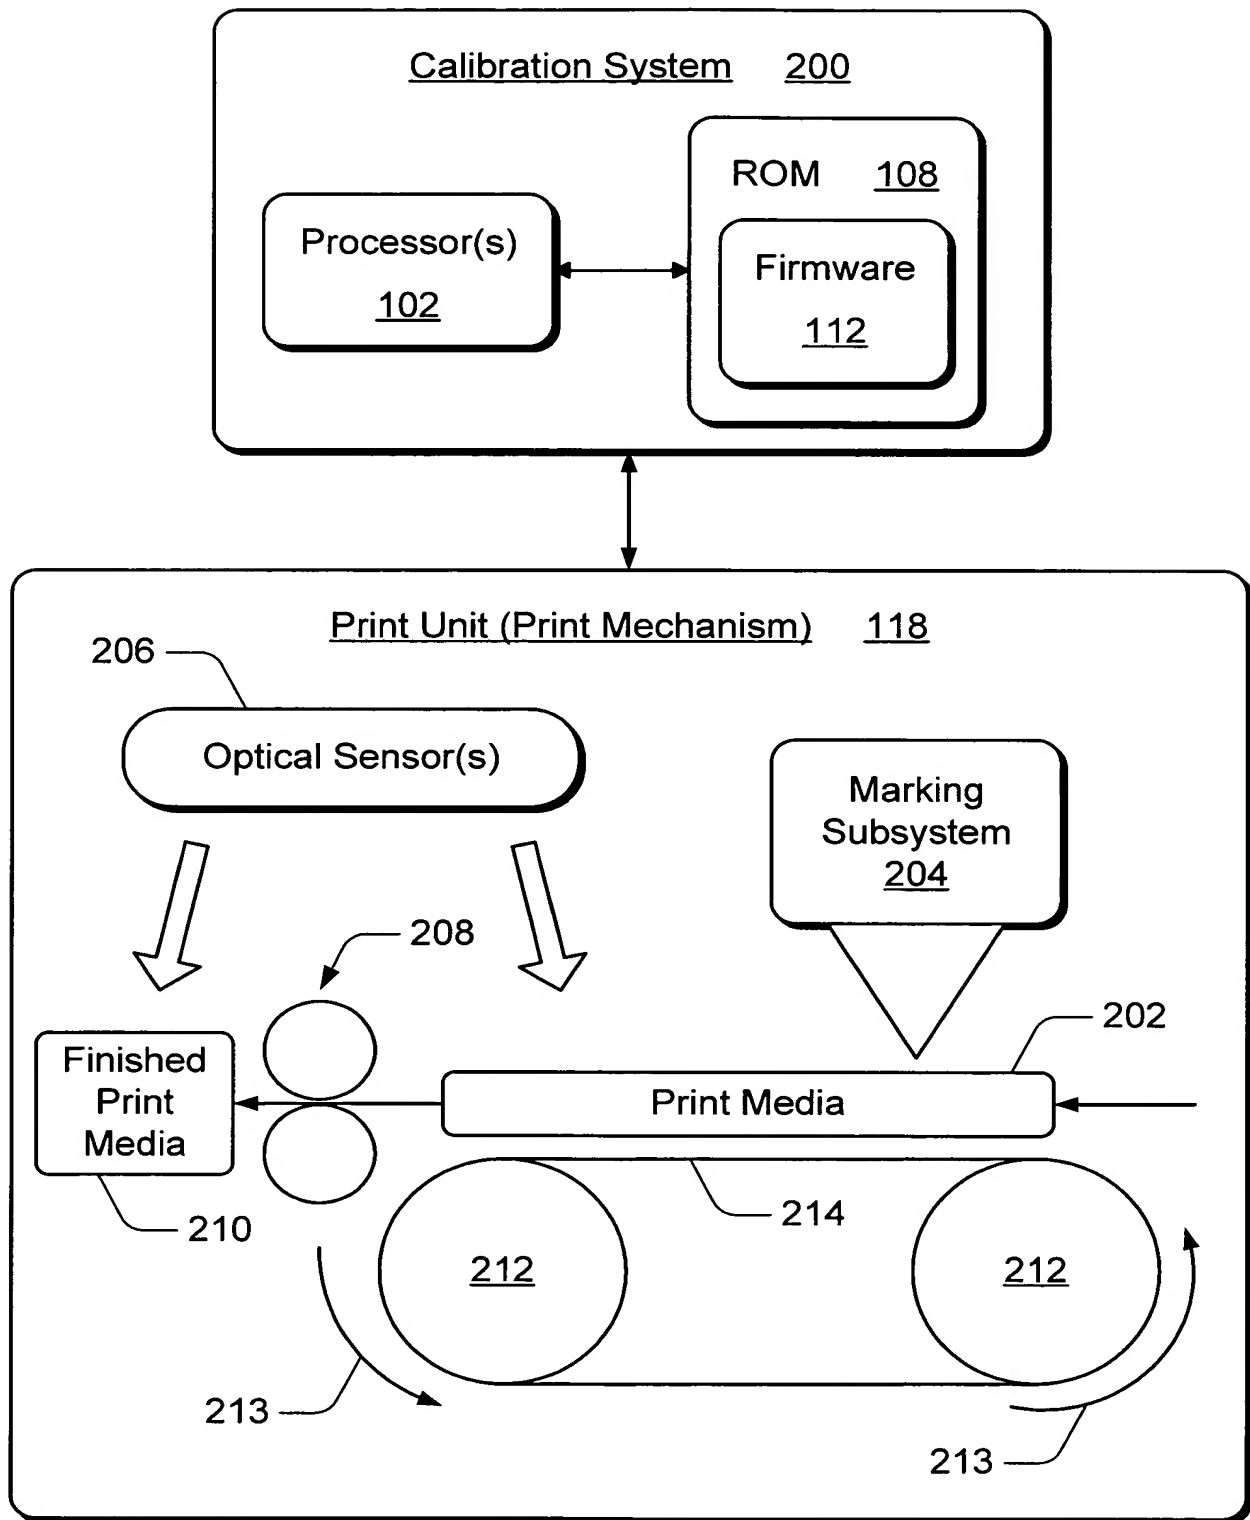 Calibration System 200
ROM 108
Processor(s)
102
Firmware
112
Print Unit (Print Mechanism) 118
206
Optical Sensor(s)
Marking
Subsystem
204
208
202
Finished
Print
Media
Print Media
210
214
212
212
213
213